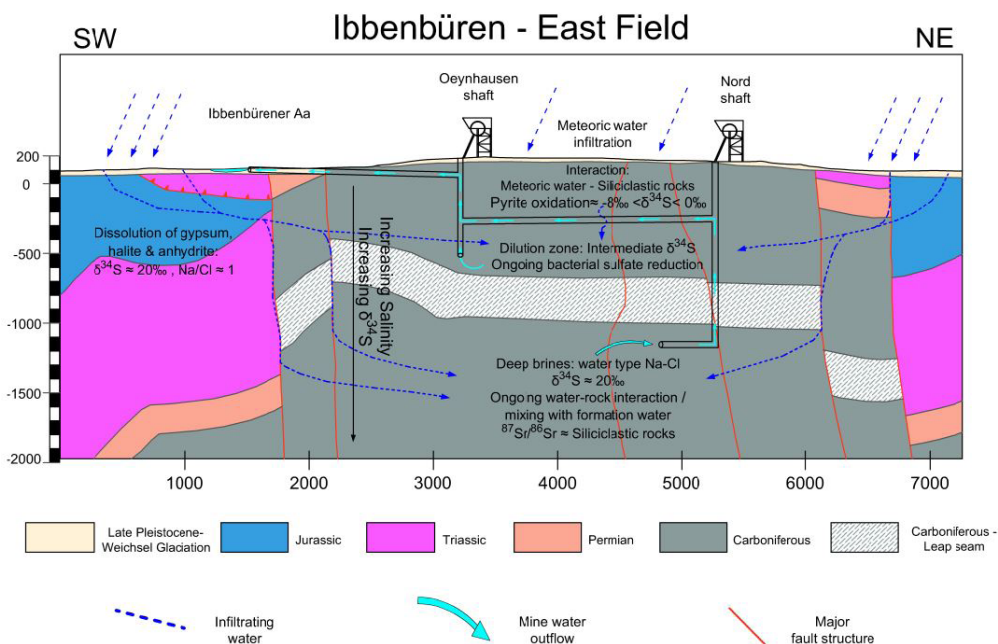 Ibbenbüren - East Field
SW
NE
Oeynhausen
shaft
Nord
shaft
Ibbenbürener Aa
Meteoric water
infiltration
200
0
-500
-1000
-1500
-2000
Interaction:
Meteoric water - Siliciclastic rocks
Pyrite oxidation≈ -8‰ <δ³⁴S< 0‰
Dissolution of gypsum,
halite & anhydrite:
δ³⁴S ≈ 20‰ , Na/Cl ≈ 1
Dilution zone: Intermediate δ³⁴S
Ongoing bacterial sulfate reduction
Increasing Salinity
Increasing δ³⁴S
Deep brines: water type Na-Cl
δ³⁴S ≈ 20‰
Ongoing water-rock interaction /
mixing with formation water
⁸⁷Sr/⁸⁶Sr ≈ Siliciclastic rocks
1000
2000
3000
4000
5000
6000
7000
Late Pleistocene-
Weichsel Glaciation
Jurassic
Triassic
Permian
Carboniferous
Carboniferous -
Leap seam
Infiltrating
water
Mine water
outflow
Major
fault structure